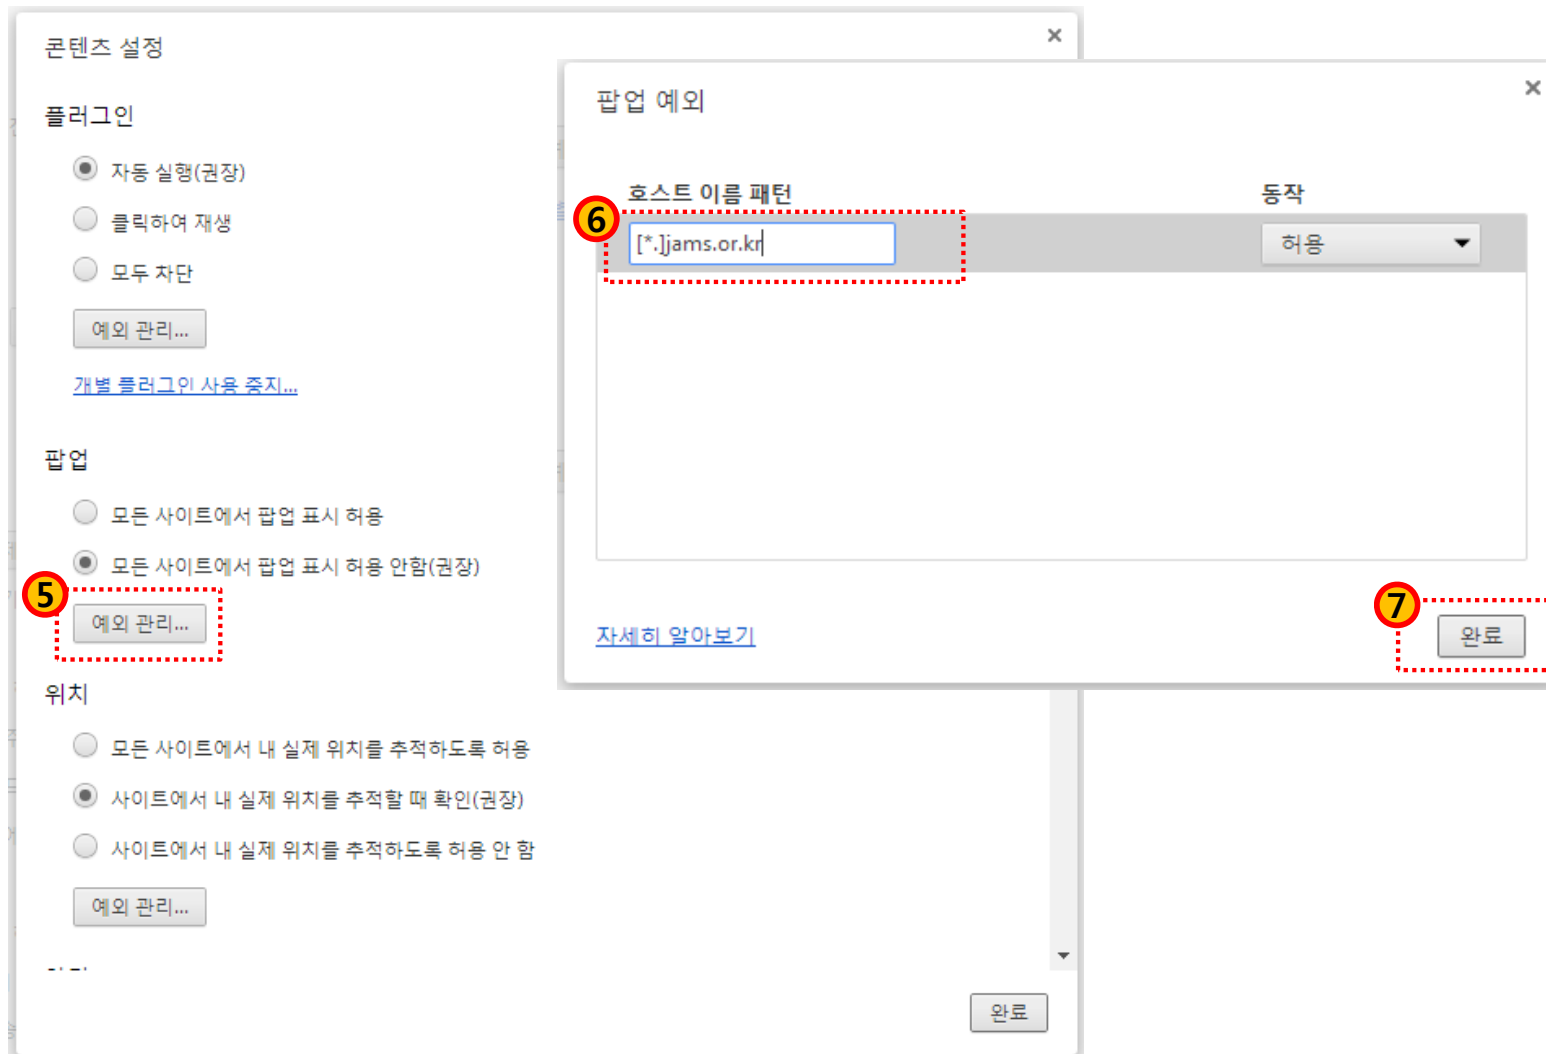 콘텐츠 설정
플러그인
자동 실행(권장)
클릭하여 재생
모두 차단
예외 관리...
개별 플러그인 사용 중지...
팝업
모든 사이트에서 팝업 표시 허용
모든 사이트에서 팝업 표시 허용 안함(권장)
5
예외 관리...
위치
모든 사이트에서 내 실제 위치를 추적하도록 허용
사이트에서 내 실제 위치를 추적할 때 확인(권장)
사이트에서 내 실제 위치를 추적하도록 허용 안 함
예외 관리...
완료
팝업 예외
호스트 이름 패턴
동작
6
[*.]jams.or.kr
허용
자세히 알아보기
7
완료